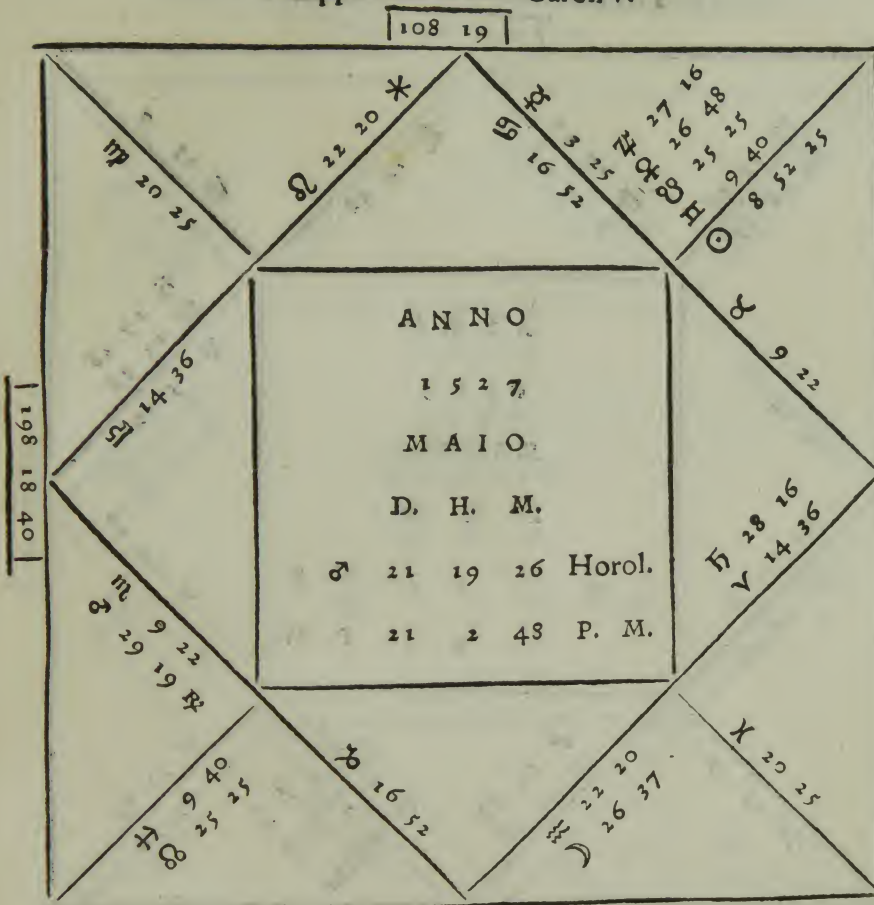 108 19
♌ 22 20 ✶
♋ 16 52
☿ 3 25
♃ 27 16
♀ 26 48
☋ 25 25
♊ 9 40
☉ 8 52 25
♍ 20 25
♎ 14 36
♉ 9 22
198 18 40
ANNO
1527
MAIO
D. H. M.
♂ 21 19 26 Horol.
21 2 48 P. M.
♄ 28 16
♈ 14 36
♏ 9 22
♂ 29 19 ℞
♐ 9 40
☊ 25 25
♑ 16 52
♒ 22 20
☽ 26 37
♓ 20 25